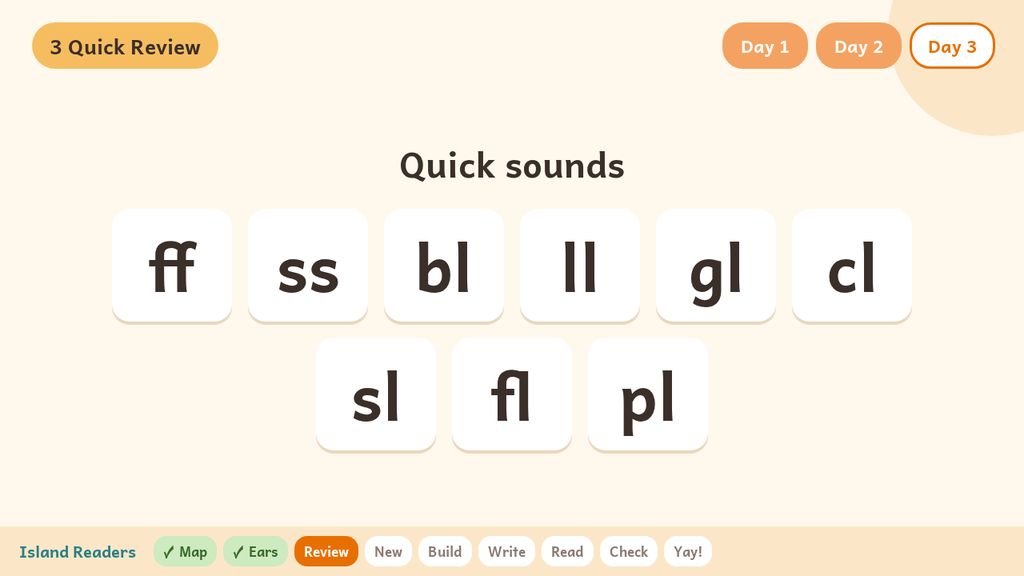 3 Quick Review
Day 1 Day 2 Day 3
Quick sounds
ff ss bl ll gl cl
sl fl pl
Island Readers ✓ Map ✓ Ears Review New Build Write Read Check Yay!